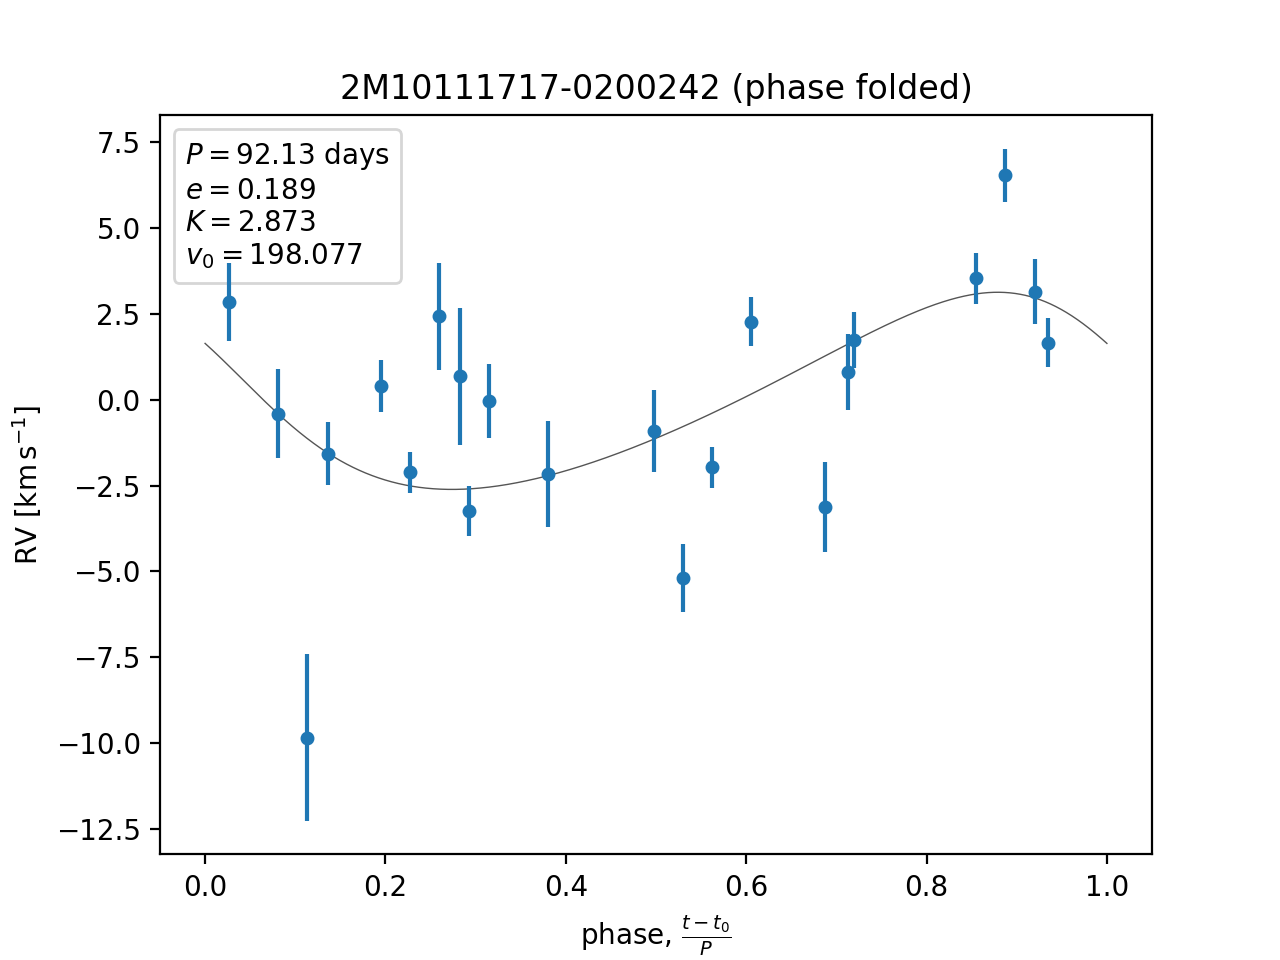 2M10111717-0200242 (phase folded)
P = 92.13 days
e = 0.189
K = 2.873
v₀ = 198.077
7.5
5.0
2.5
0.0
−2.5
−5.0
−7.5
−10.0
−12.5
RV [km s⁻¹]
0.0 0.2 0.4 0.6 0.8 1.0
phase, (t − t₀)/P